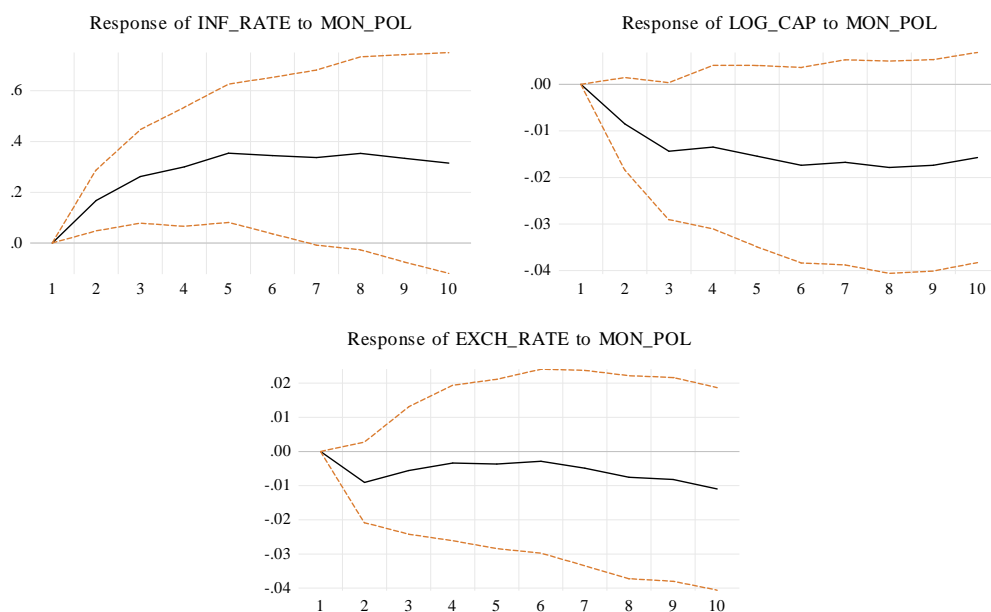 Response of INF_RATE to MON_POL
.6
.4
.2
.0
1 2 3 4 5 6 7 8 9 10
Response of LOG_CAP to MON_POL
.00
-.01
-.02
-.03
-.04
1 2 3 4 5 6 7 8 9 10
Response of EXCH_RATE to MON_POL
.02
.01
.00
-.01
-.02
-.03
-.04
1 2 3 4 5 6 7 8 9 10